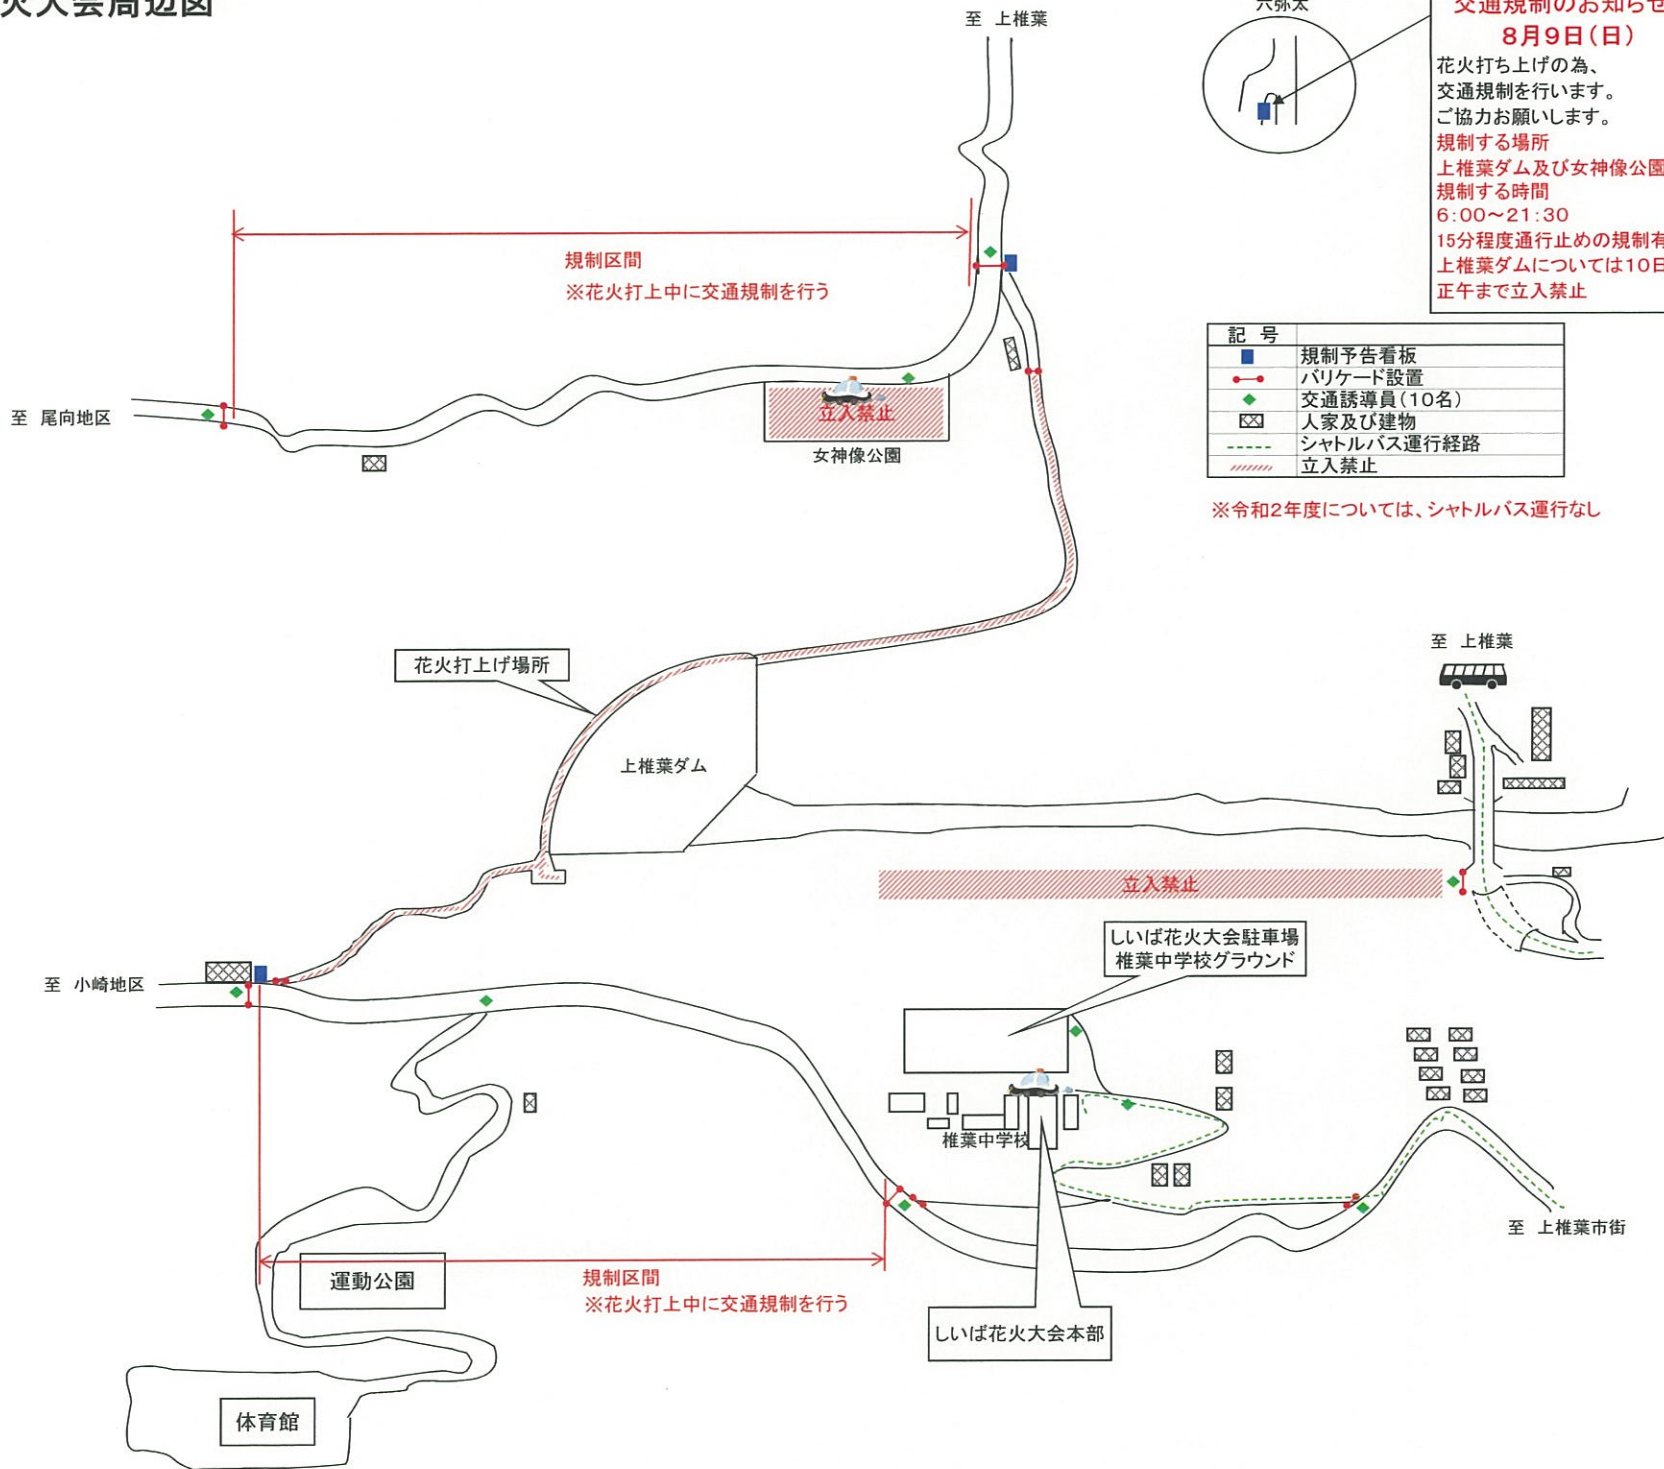 火大会周辺図
至 上椎葉
六弥太
交通規制のお知らせ
8月9日(日)
花火打ち上げの為、
交通規制を行います。
ご協力お願いします。
規制する場所
上椎葉ダム及び女神像公園
規制する時間
6:00～21:30
15分程度通行止めの規制有
上椎葉ダムについては10日
正午まで立入禁止
規制区間
※花火打上中に交通規制を行う
記 号
規制予告看板
バリケード設置
交通誘導員(10名)
人家及び建物
シャトルバス運行経路
立入禁止
※令和2年度については、シャトルバス運行なし
至 尾向地区
立入禁止
女神像公園
花火打上げ場所
上椎葉ダム
至 上椎葉
立入禁止
しいば花火大会駐車場
椎葉中学校グラウンド
至 小崎地区
椎葉中学校
至 上椎葉市街
運動公園
規制区間
※花火打上中に交通規制を行う
しいば花火大会本部
体育館